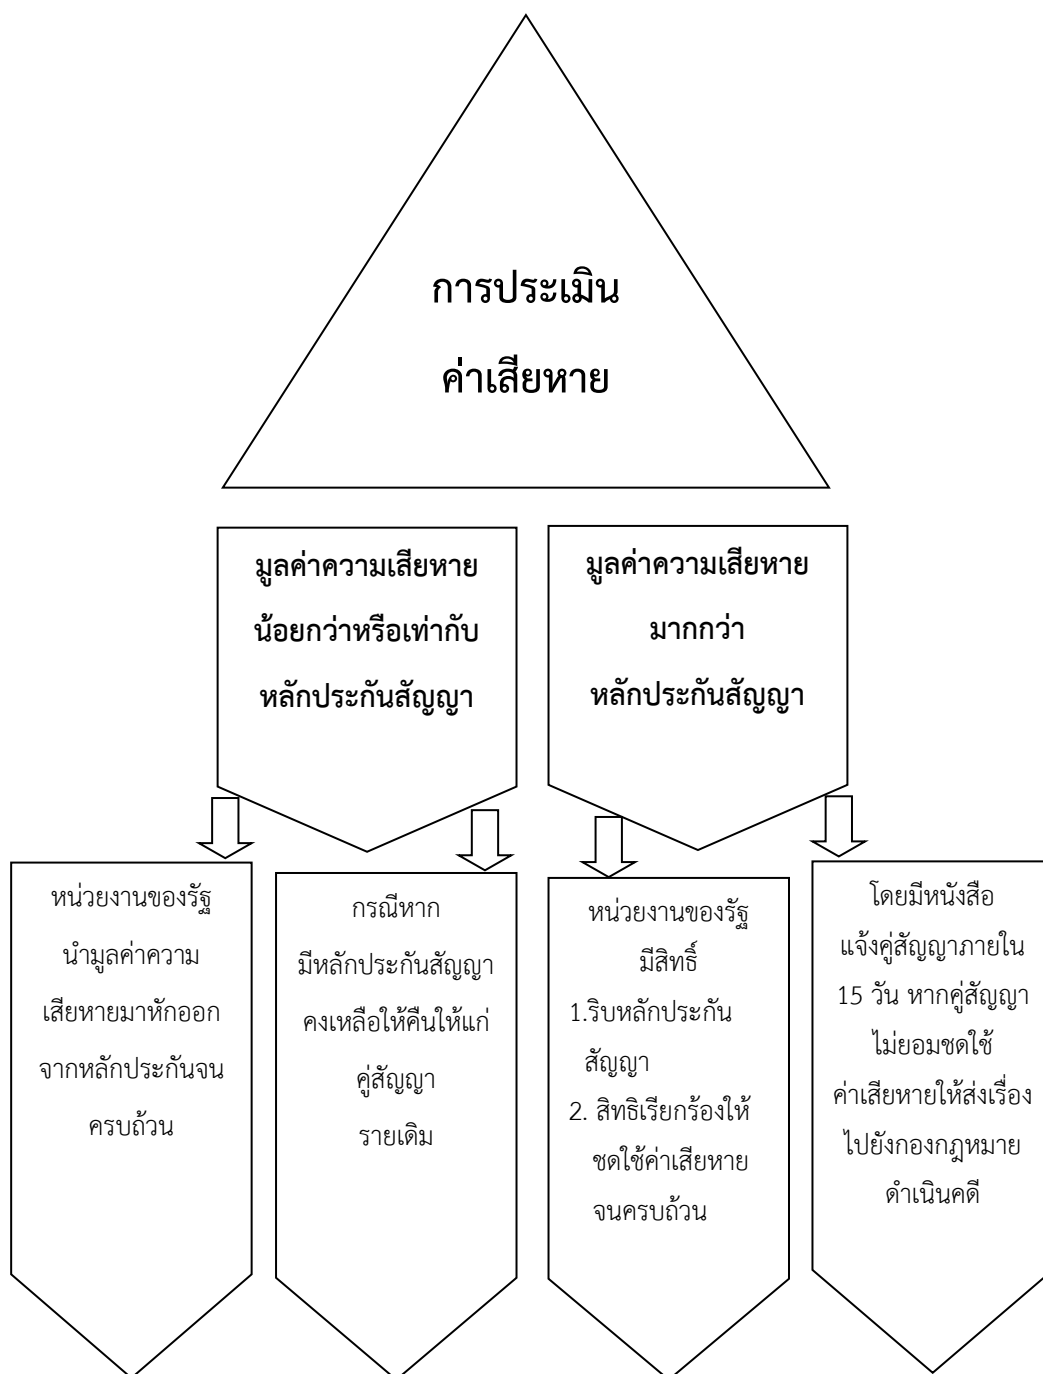 การประเมิน
ค่าเสียหาย
มูลค่าความเสียหาย
น้อยกว่าหรือเท่ากับ
หลักประกันสัญญา
มูลค่าความเสียหาย
มากกว่า
หลักประกันสัญญา
หน่วยงานของรัฐ
นำมูลค่าความ
เสียหายมาหักออก
จากหลักประกันจน
ครบถ้วน
กรณีหาก
มีหลักประกันสัญญา
คงเหลือให้คืนให้แก่
คู่สัญญา
รายเดิม
หน่วยงานของรัฐ
มีสิทธิ์
1.ริบหลักประกัน
สัญญา
2. สิทธิเรียกร้องให้
ชดใช้ค่าเสียหาย
จนครบถ้วน
โดยมีหนังสือ
แจ้งคู่สัญญาภายใน
15 วัน หากคู่สัญญา
ไม่ยอมชดใช้
ค่าเสียหายให้ส่งเรื่อง
ไปยังกองกฎหมาย
ดำเนินคดี